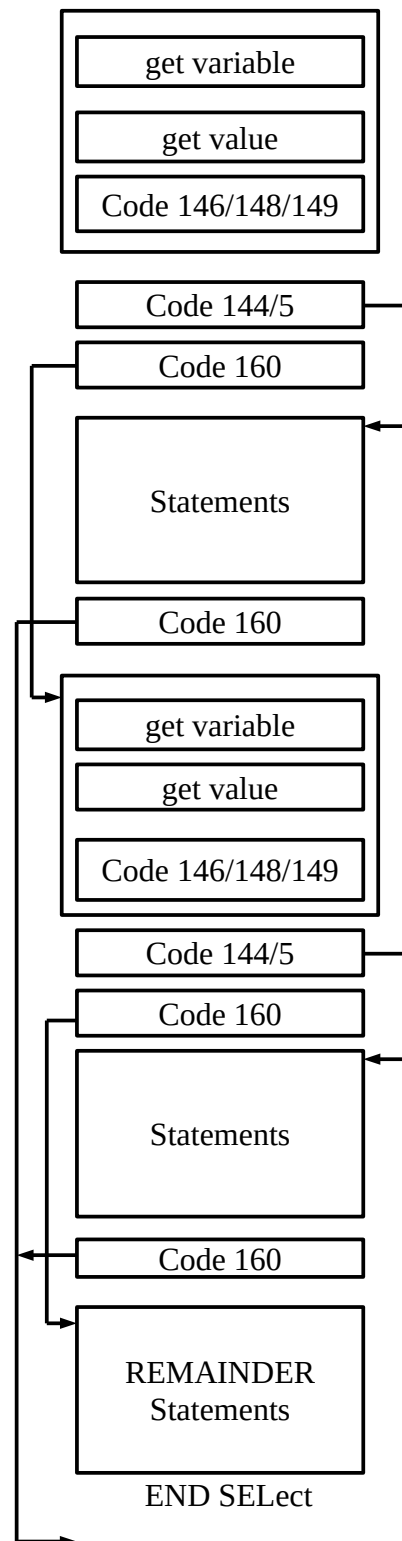 get variable
get value
Code 146/148/149
Code 144/5
Code 160
Statements
Code 160
get variable
get value
Code 146/148/149
Code 144/5
Code 160
Statements
Code 160
REMAINDER
Statements
END SELect